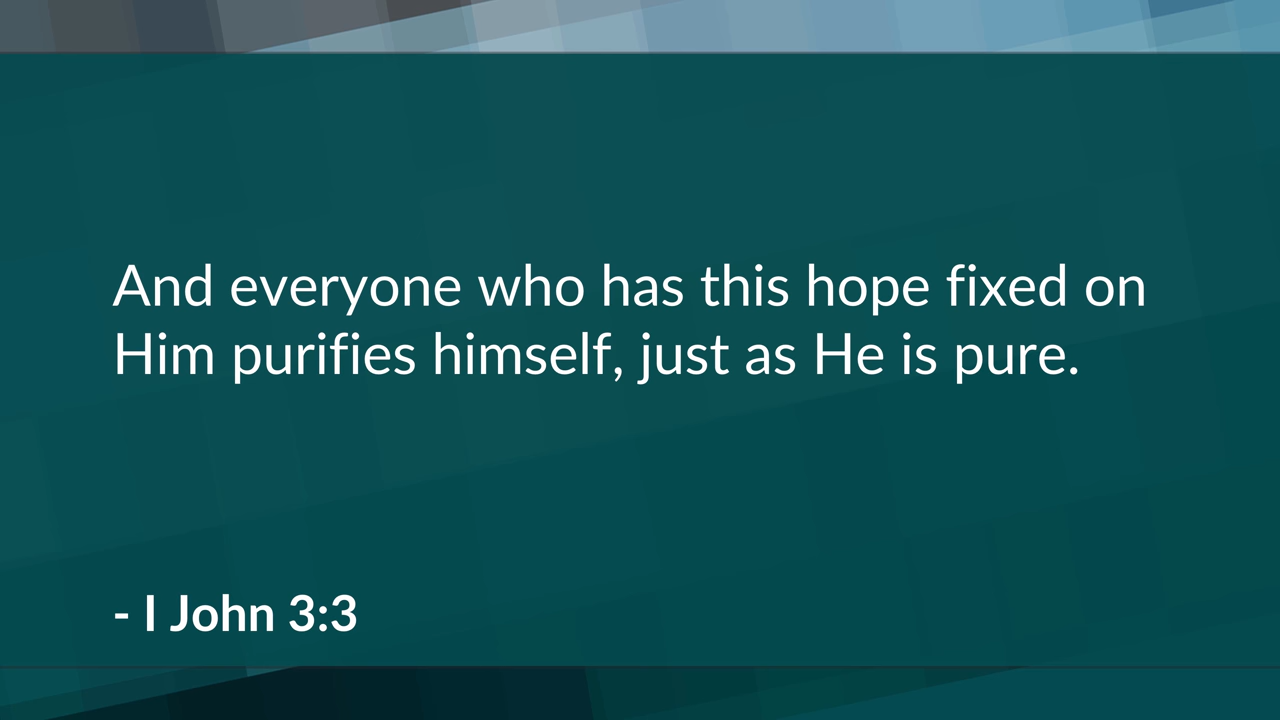 And everyone who has this hope fixed on
Him purifies himself, just as He is pure.
- I John 3:3